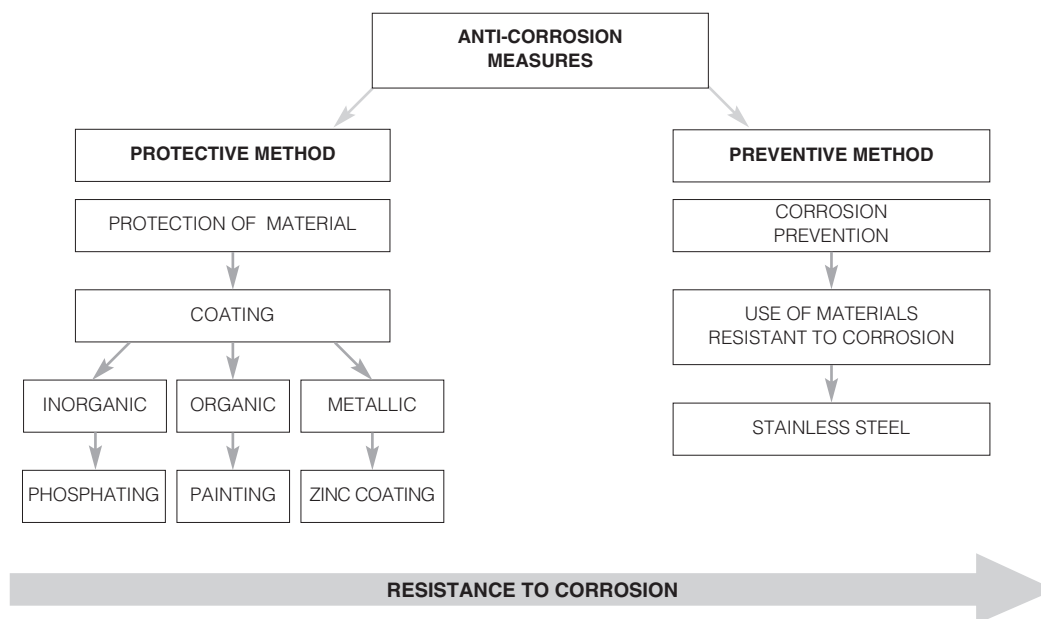 ANTI-CORROSION
MEASURES
PROTECTIVE METHOD
PREVENTIVE METHOD
PROTECTION OF MATERIAL
CORROSION
PREVENTION
COATING
USE OF MATERIALS
RESISTANT TO CORROSION
INORGANIC
ORGANIC
METALLIC
STAINLESS STEEL
PHOSPHATING
PAINTING
ZINC COATING
RESISTANCE TO CORROSION